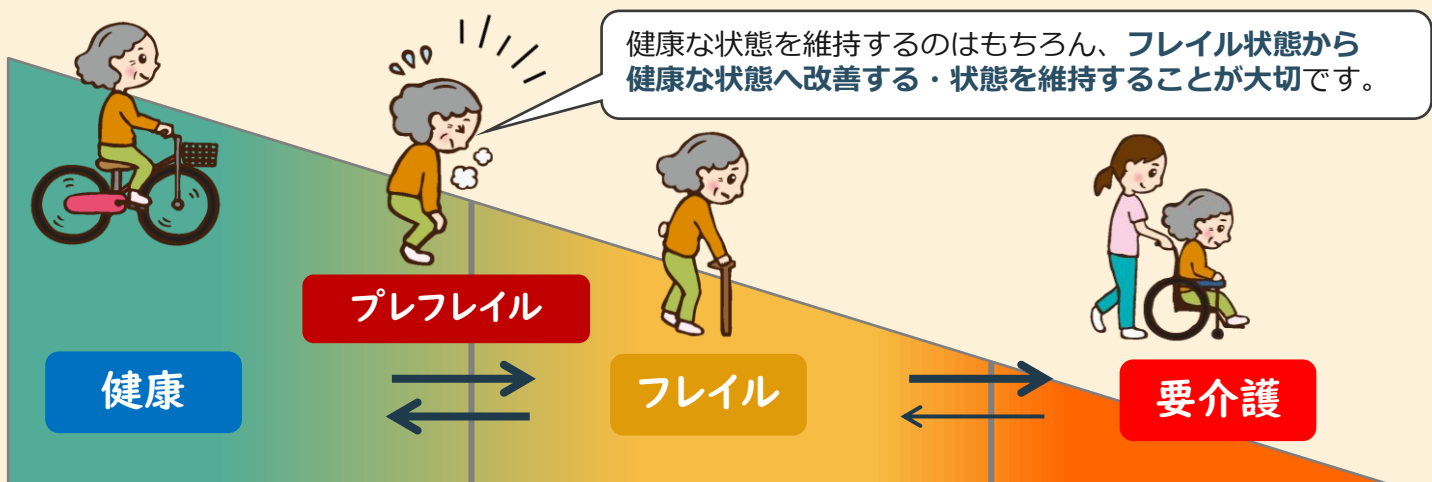 健康な状態を維持するのはもちろん、フレイル状態から
健康な状態へ改善する・状態を維持することが大切です。
プレフレイル
健康
フレイル
要介護